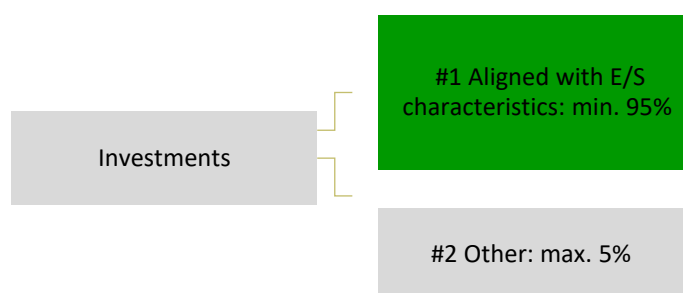 #1 Aligned with E/S
characteristics: min. 95%
Investments
#2 Other: max. 5%